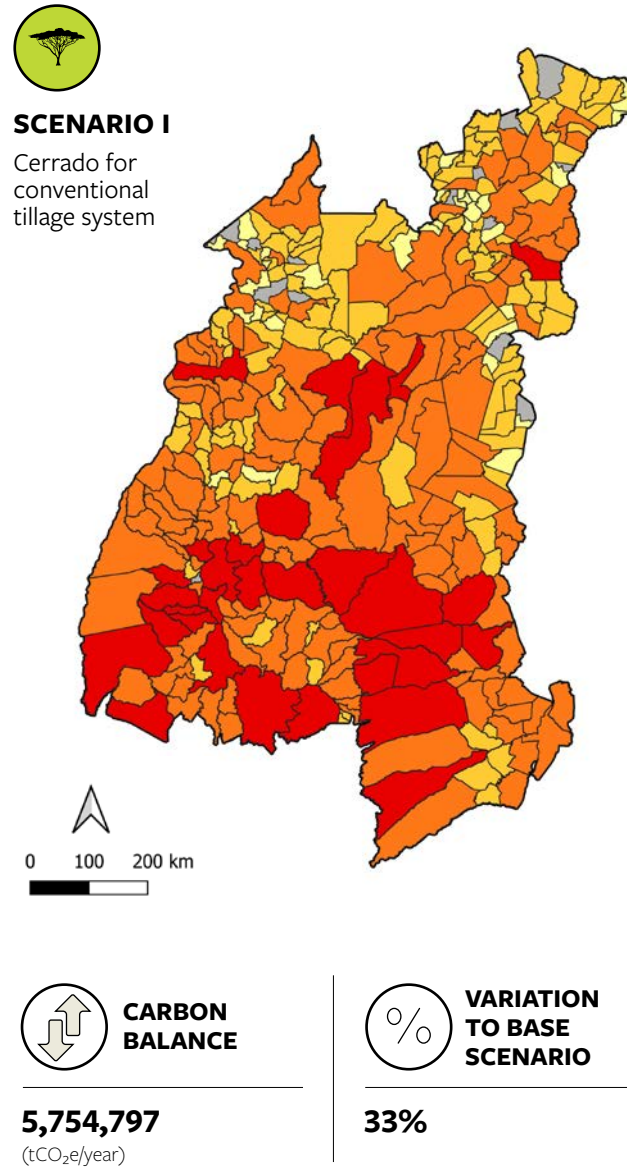 SCENARIO I
Cerrado for
conventional
tillage system
0 100 200 km
CARBON
BALANCE
5,754,797
(tCO₂e/year)
%
VARIATION
TO BASE
SCENARIO
33%